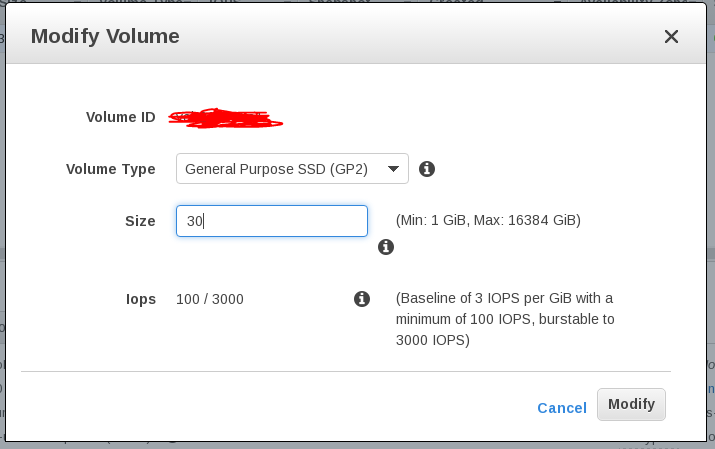 Modify Volume
Volume ID
Volume Type General Purpose SSD (GP2)
Size 30 (Min: 1 GiB, Max: 16384 GiB)
Iops 100 / 3000 (Baseline of 3 IOPS per GiB with a
minimum of 100 IOPS, burstable to
3000 IOPS)
Cancel Modify